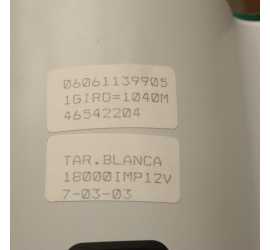 06061139905
1GIRO=1040M
46542204
TAR.BLANCA
18000IMP12V
7-03-03